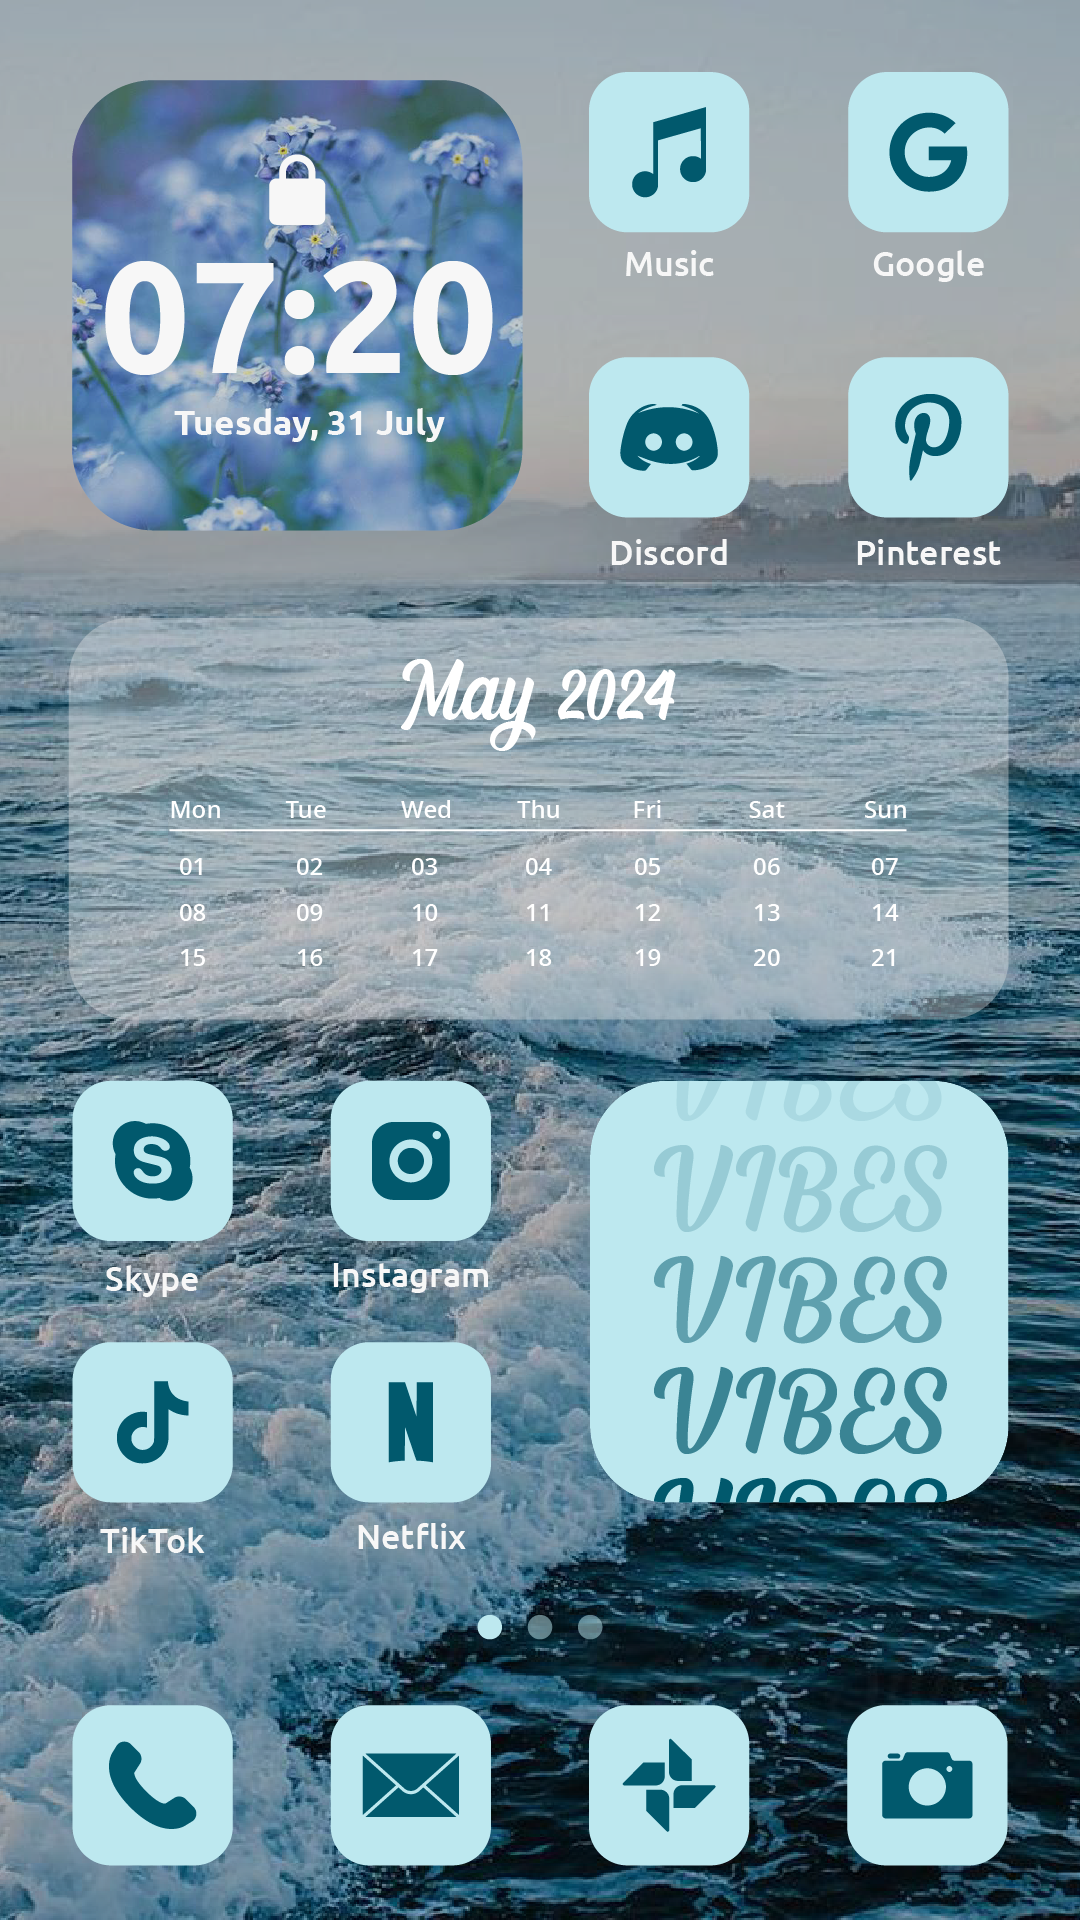 07:20
Tuesday, 31 July
Music
Google
Discord
Pinterest
May 2024
Mon Tue Wed Thu Fri Sat Sun
01 02 03 04 05 06 07
08 09 10 11 12 13 14
15 16 17 18 19 20 21
Skype
Instagram
TikTok
Netflix
VIBES
VIBES
VIBES
VIBES
VIBES